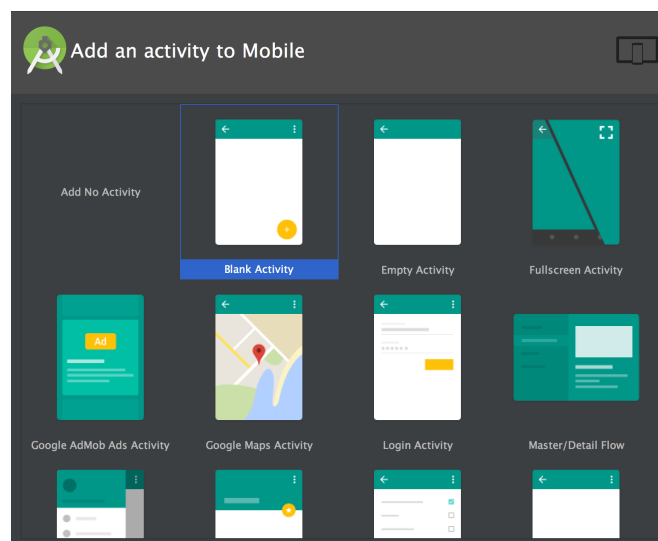 Add an activity to Mobile
Add No Activity
Blank Activity
Empty Activity
Fullscreen Activity
Ad
Google AdMob Ads Activity
Google Maps Activity
Login Activity
Master/Detail Flow